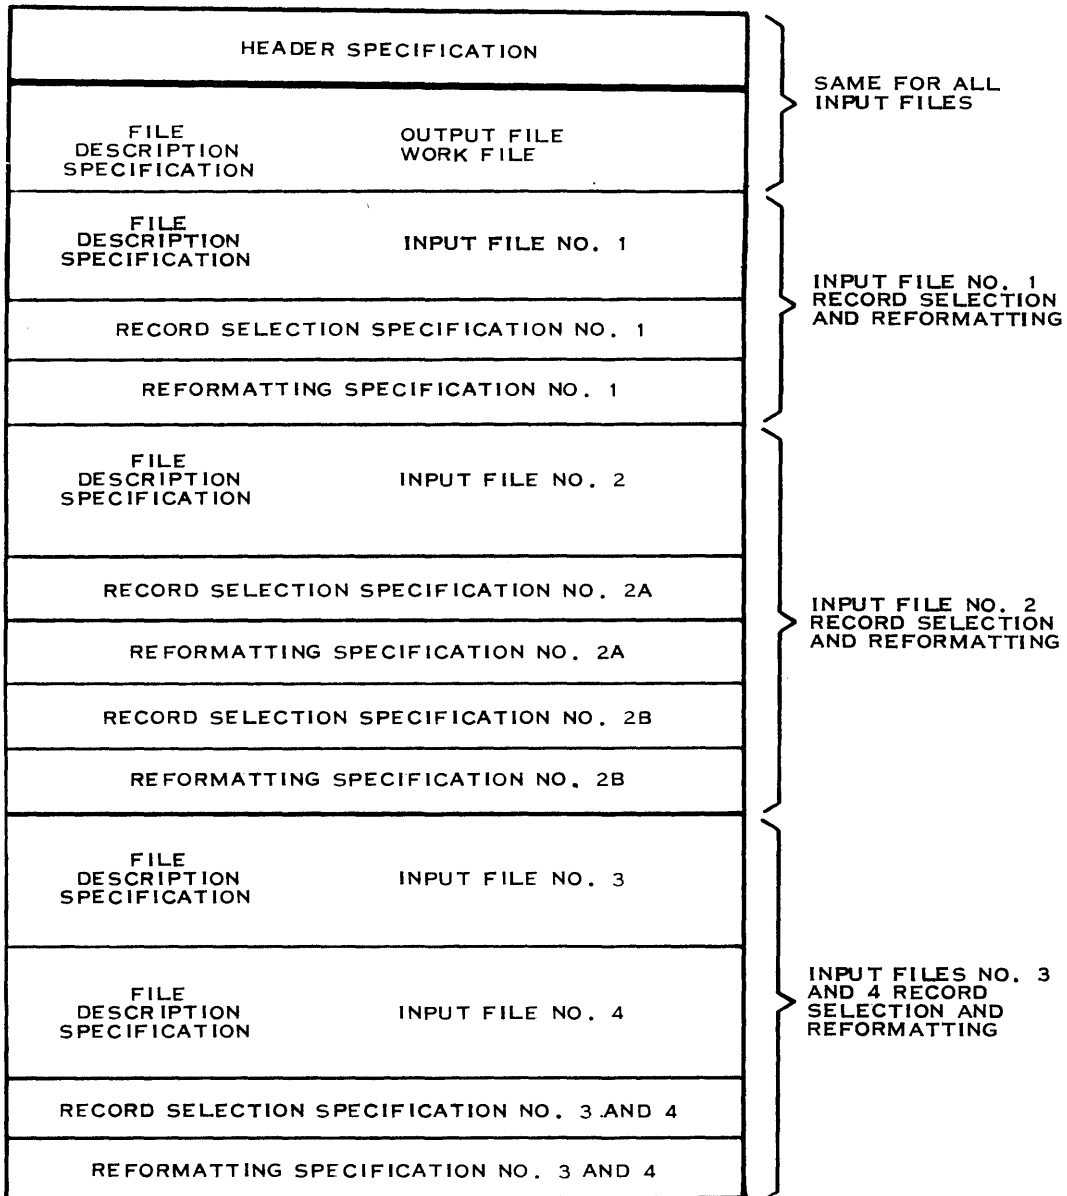 HEADER SPECIFICATION
SAME FOR ALL
INPUT FILES
FILE
DESCRIPTION
SPECIFICATION
OUTPUT FILE
WORK FILE
FILE
DESCRIPTION
SPECIFICATION
INPUT FILE NO. 1
INPUT FILE NO. 1
RECORD SELECTION
AND REFORMATTING
RECORD SELECTION SPECIFICATION NO. 1
REFORMATTING SPECIFICATION NO. 1
FILE
DESCRIPTION
SPECIFICATION
INPUT FILE NO. 2
RECORD SELECTION SPECIFICATION NO. 2A
INPUT FILE NO. 2
RECORD SELECTION
AND REFORMATTING
REFORMATTING SPECIFICATION NO. 2A
RECORD SELECTION SPECIFICATION NO. 2B
REFORMATTING SPECIFICATION NO. 2B
FILE
DESCRIPTION
SPECIFICATION
INPUT FILE NO. 3
FILE
DESCRIPTION
SPECIFICATION
INPUT FILE NO. 4
INPUT FILES NO. 3
AND 4 RECORD
SELECTION AND
REFORMATTING
RECORD SELECTION SPECIFICATION NO. 3 AND 4
REFORMATTING SPECIFICATION NO. 3 AND 4